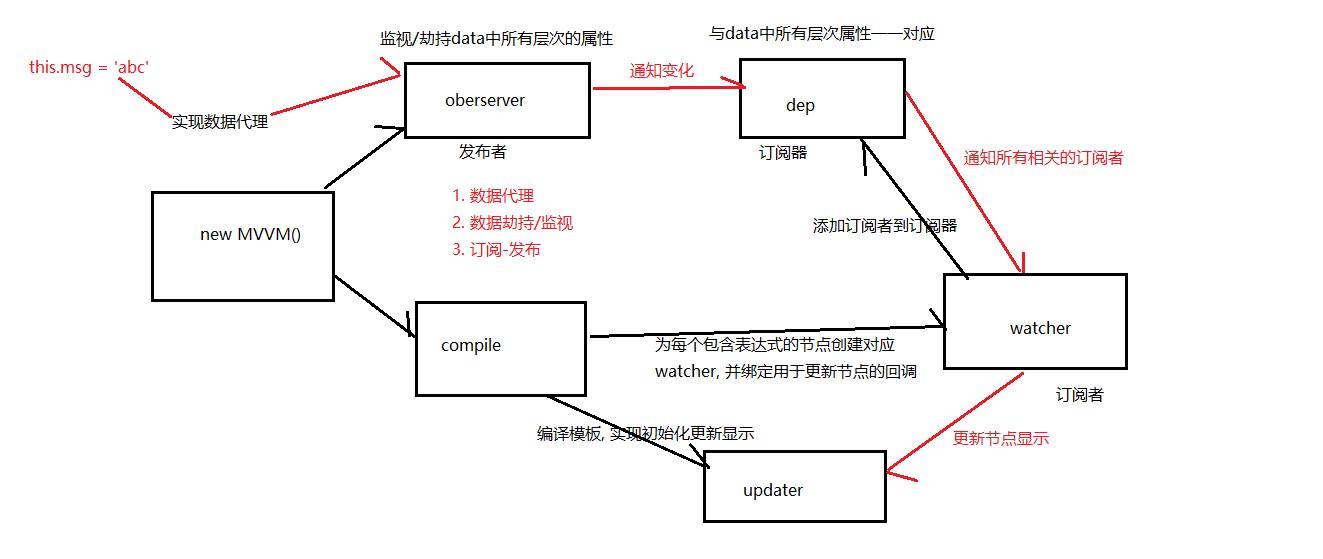 监视/劫持data中所有层次的属性
与data中所有层次属性一一对应
this.msg = 'abc'
通知变化
oberserver
dep
实现数据代理
发布者
订阅器
通知所有相关的订阅者
1. 数据代理
2. 数据劫持/监视
3. 订阅-发布
new MVVM()
添加订阅者到订阅器
compile
为每个包含表达式的节点创建对应
watcher, 并绑定用于更新节点的回调
watcher
订阅者
编译模板, 实现初始化更新显示
更新节点显示
updater